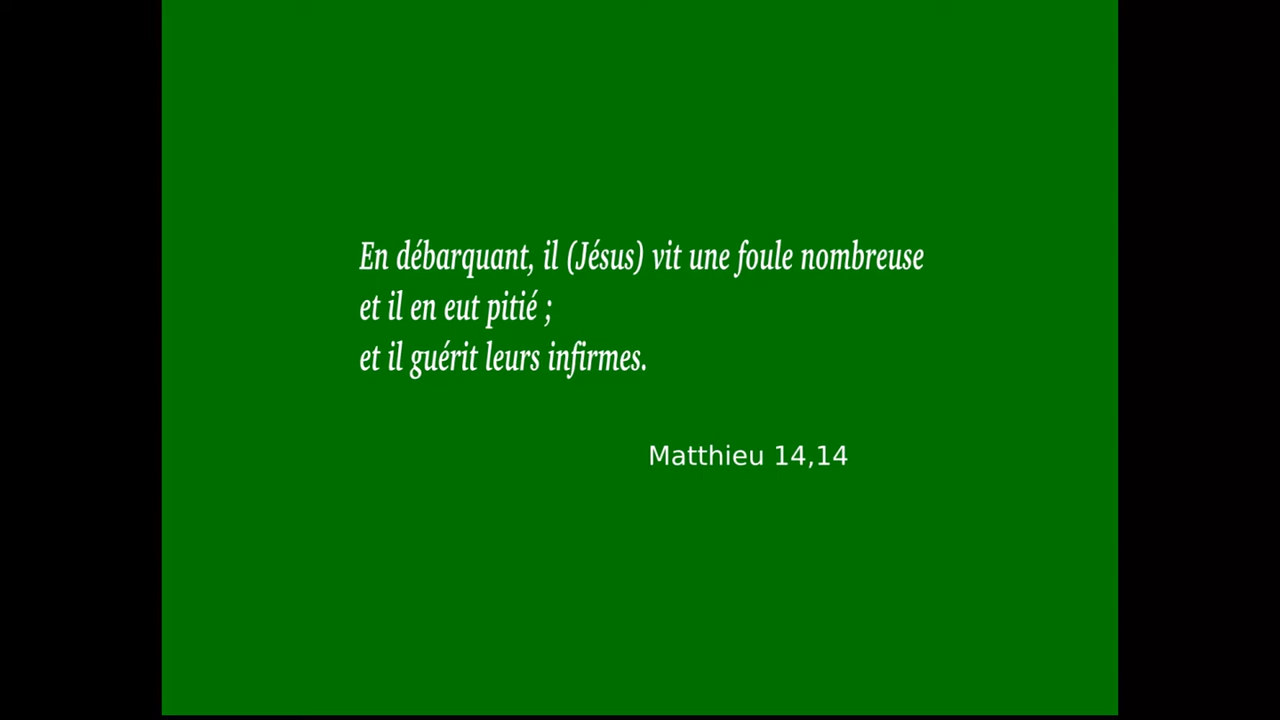 En débarquant, il (Jésus) vit une foule nombreuse
et il en eut pitié ;
et il guérit leurs infirmes.
Matthieu 14,14